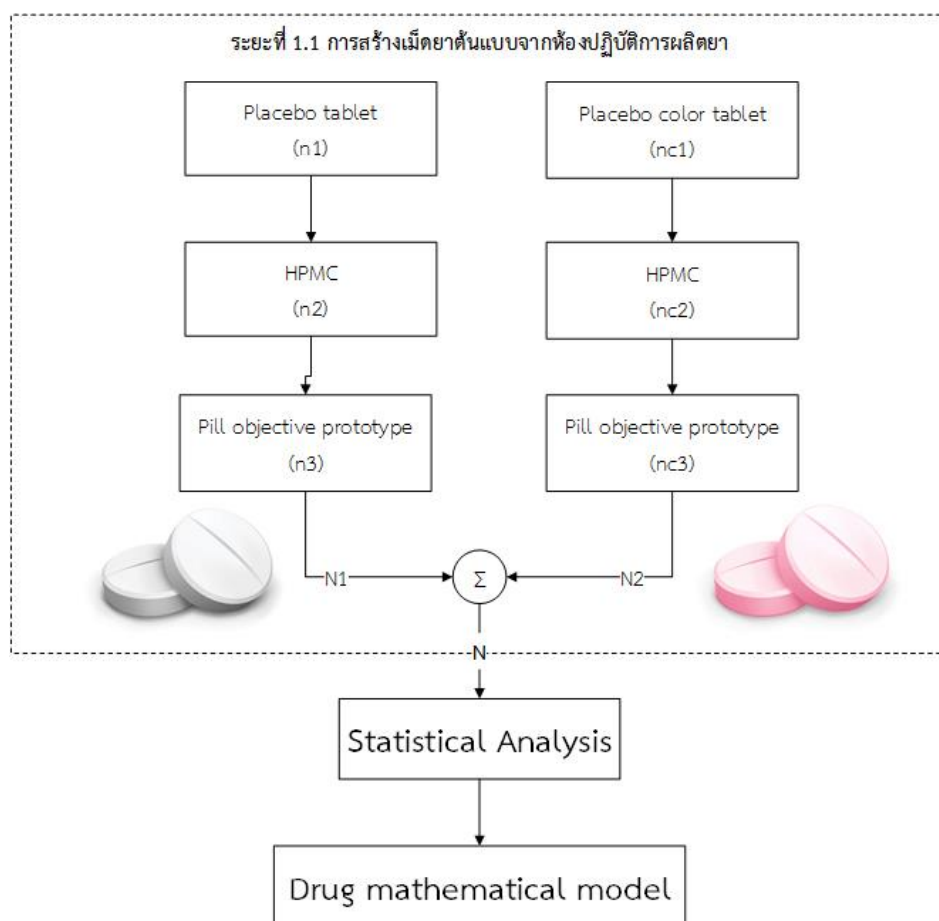 ระยะที่ 1.1 การสร้างเม็ดยาต้นแบบจากห้องปฏิบัติการผลิตยา
Placebo tablet
(n1)
Placebo color tablet
(nc1)
HPMC
(n2)
HPMC
(nc2)
Pill objective prototype
(n3)
Pill objective prototype
(nc3)
N1
Σ
N2
N
Statistical Analysis
Drug mathematical model